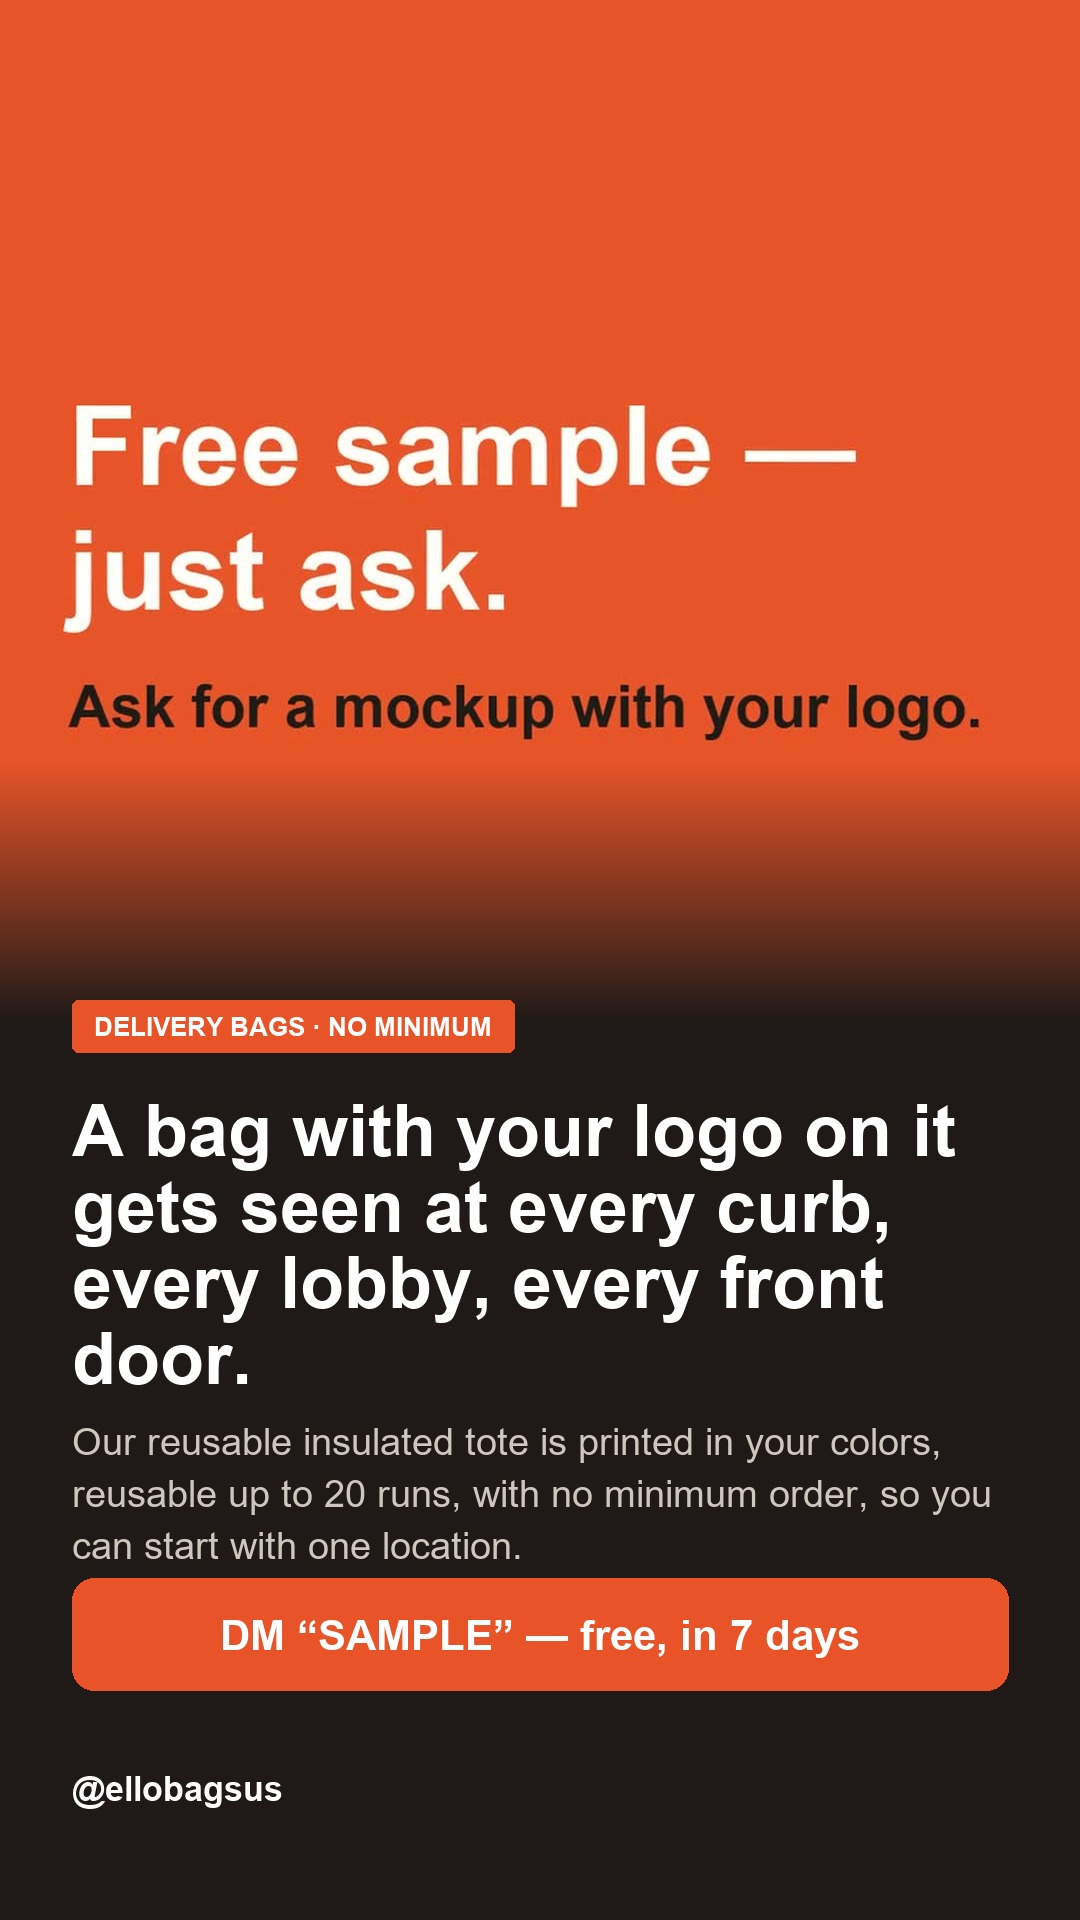 Free sample —
just ask.
Ask for a mockup with your logo.
DELIVERY BAGS · NO MINIMUM
A bag with your logo on it
gets seen at every curb,
every lobby, every front
door.
Our reusable insulated tote is printed in your colors,
reusable up to 20 runs, with no minimum order, so you
can start with one location.
DM “SAMPLE” — free, in 7 days
@ellobagsus